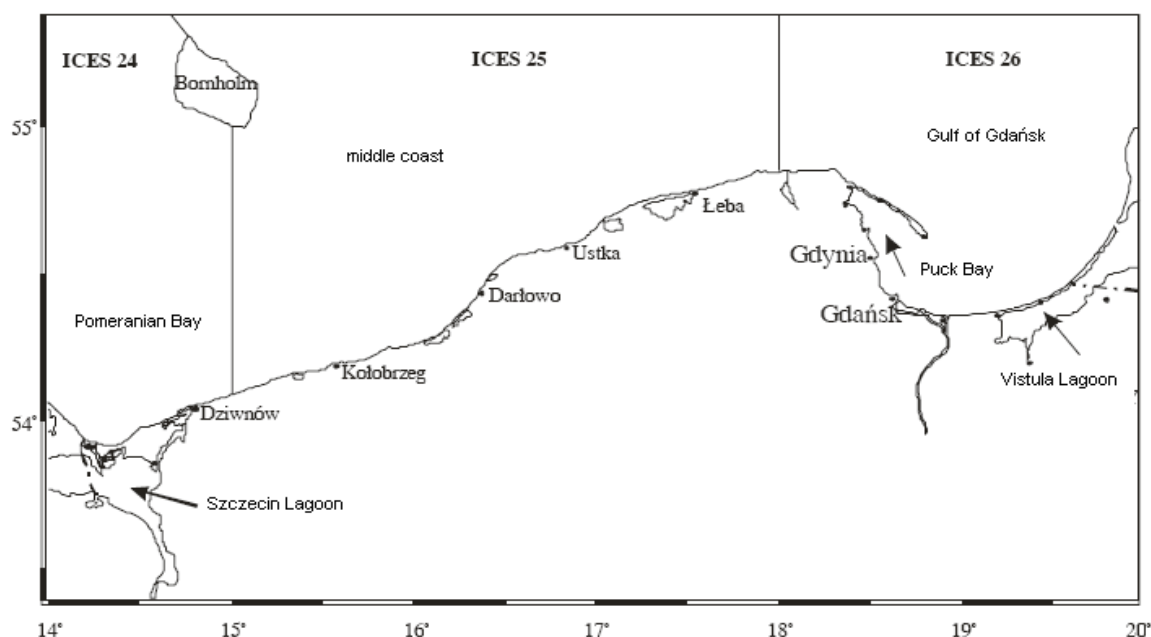 ICES 24
ICES 25
ICES 26
Bornholm
55°
Gulf of Gdańsk
middle coast
Łeba
Gdynia
Ustka
Puck Bay
Darłowo
Gdańsk
Pomeranian Bay
Kołobrzeg
Vistula Lagoon
Dziwnów
54°
Szczecin Lagoon
14°
15°
16°
17°
18°
19°
20°